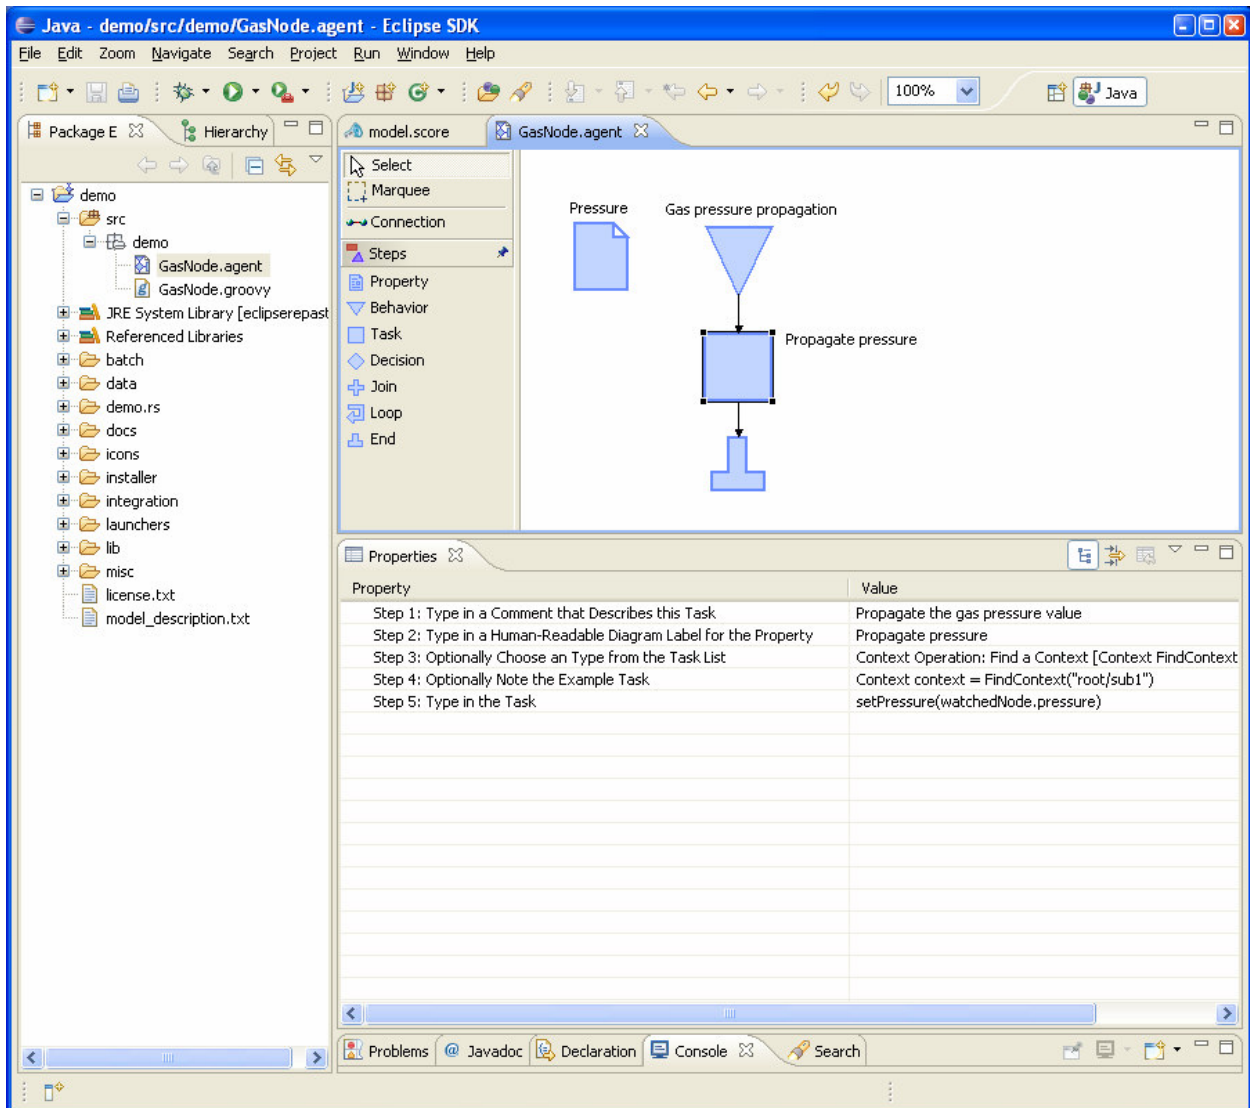 Java - demo/src/demo/GasNode.agent - Eclipse SDK
File Edit Zoom Navigate Search Project Run Window Help
100%
Java
Package E
Hierarchy
demo
src
demo
GasNode.agent
GasNode.groovy
JRE System Library [eclipserepast
Referenced Libraries
batch
data
demo.rs
docs
icons
installer
integration
launchers
lib
misc
license.txt
model_description.txt
model.score
GasNode.agent
Select
Marquee
Connection
Steps
Property
Behavior
Task
Decision
Join
Loop
End
Pressure
Gas pressure propagation
Propagate pressure
Properties
Property Value
Step 1: Type in a Comment that Describes this Task Propagate the gas pressure value
Step 2: Type in a Human-Readable Diagram Label for the Property Propagate pressure
Step 3: Optionally Choose an Type from the Task List Context Operation: Find a Context [Context FindContext
Step 4: Optionally Note the Example Task Context context = FindContext("root/sub1")
Step 5: Type in the Task setPressure(watchedNode.pressure)
Problems @ Javadoc Declaration Console Search